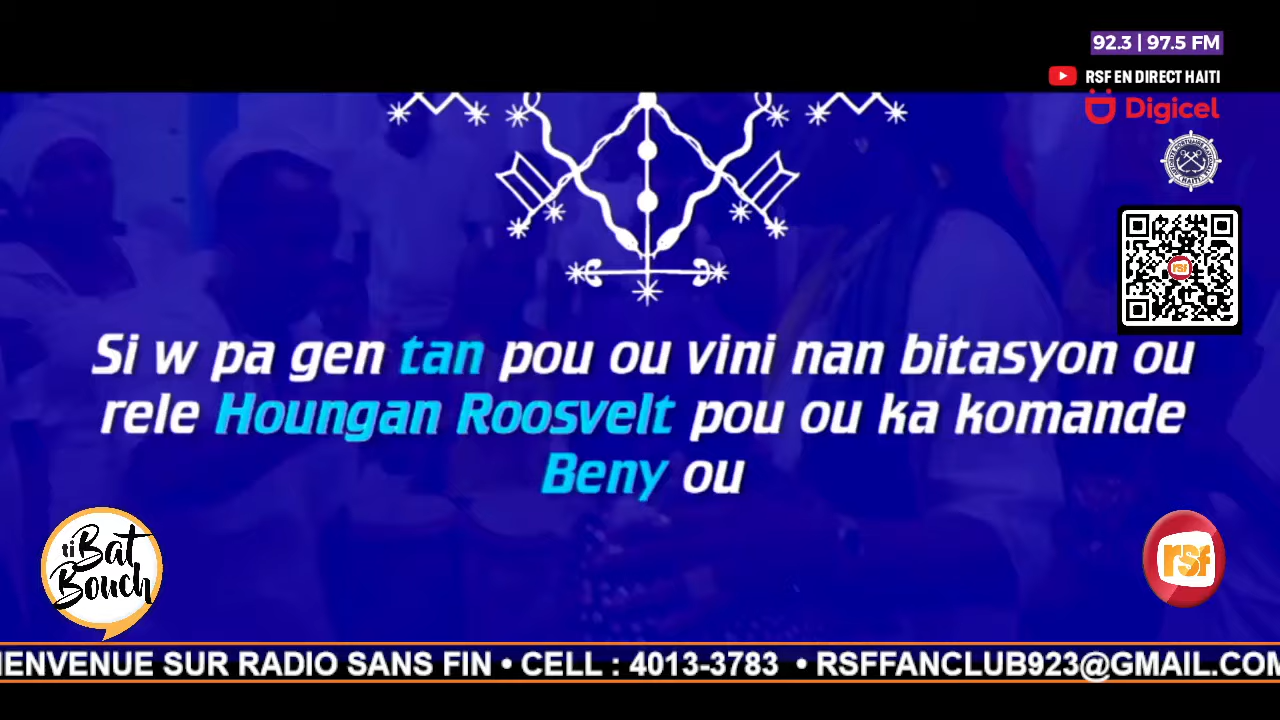 92.3 | 97.5 FM
RSF EN DIRECT HAITI
Digicel
rsf
Si w pa gen tan pou ou vini nan bitasyon ou
rele Houngan Roosvelt pou ou ka komande
Beny ou
ti Bat
Bouch
rsf
IENVENUE SUR RADIO SANS FIN • CELL : 4013-3783 • RSFFANCLUB923@GMAIL.COM